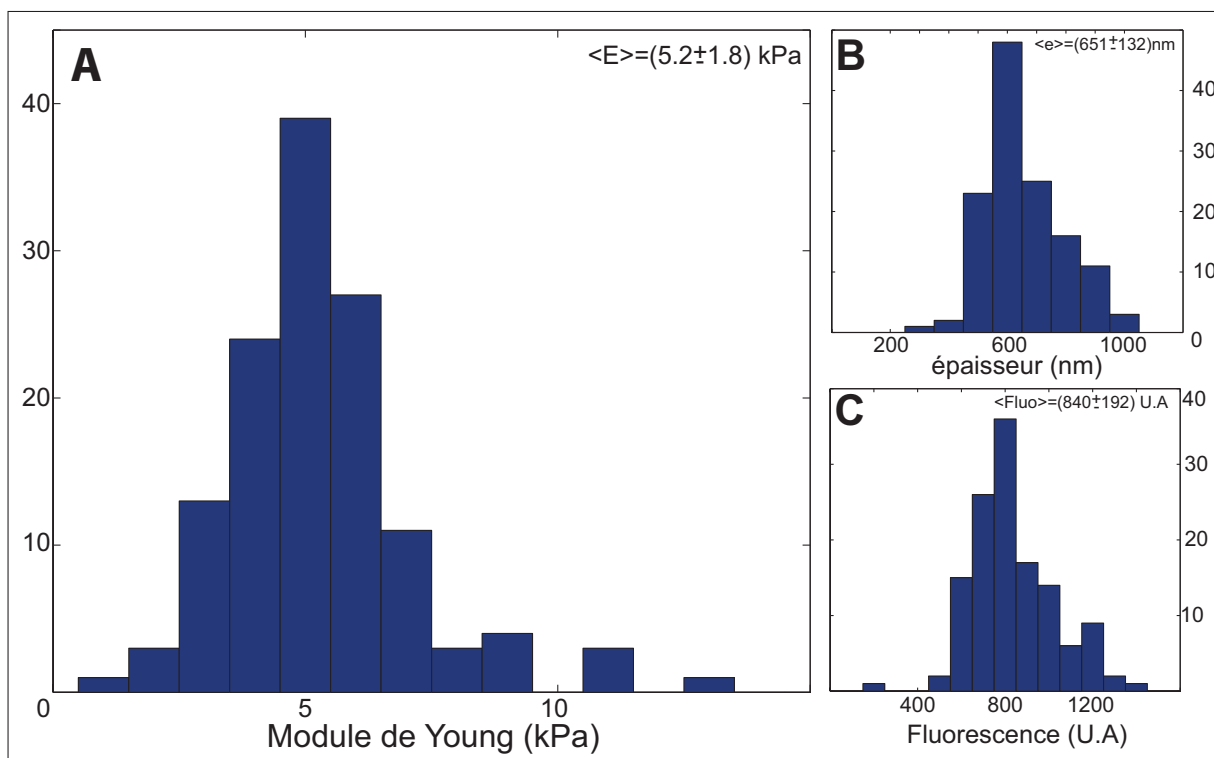 A
<E>=(5.2±1.8) kPa
40
30
20
10
0
5
10
Module de Young (kPa)
B
<e>=(651±132)nm
40
30
20
10
0
200
600
1000
épaisseur (nm)
C
<Fluo>=(840±192) U.A
40
30
20
10
400
800
1200
Fluorescence (U.A)